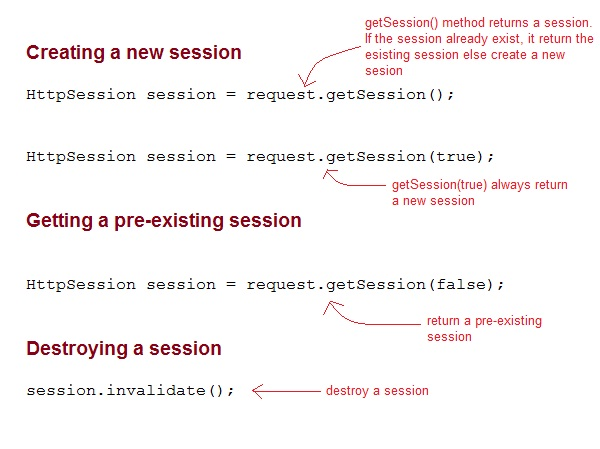 getSession() method returns a session.
If the session already exist, it return the
esisting session else create a new
sesion
Creating a new session
HttpSession session = request.getSession();
HttpSession session = request.getSession(true);
getSession(true) always return
a new session
Getting a pre-existing session
HttpSession session = request.getSession(false);
return a pre-existing
session
Destroying a session
session.invalidate();
destroy a session